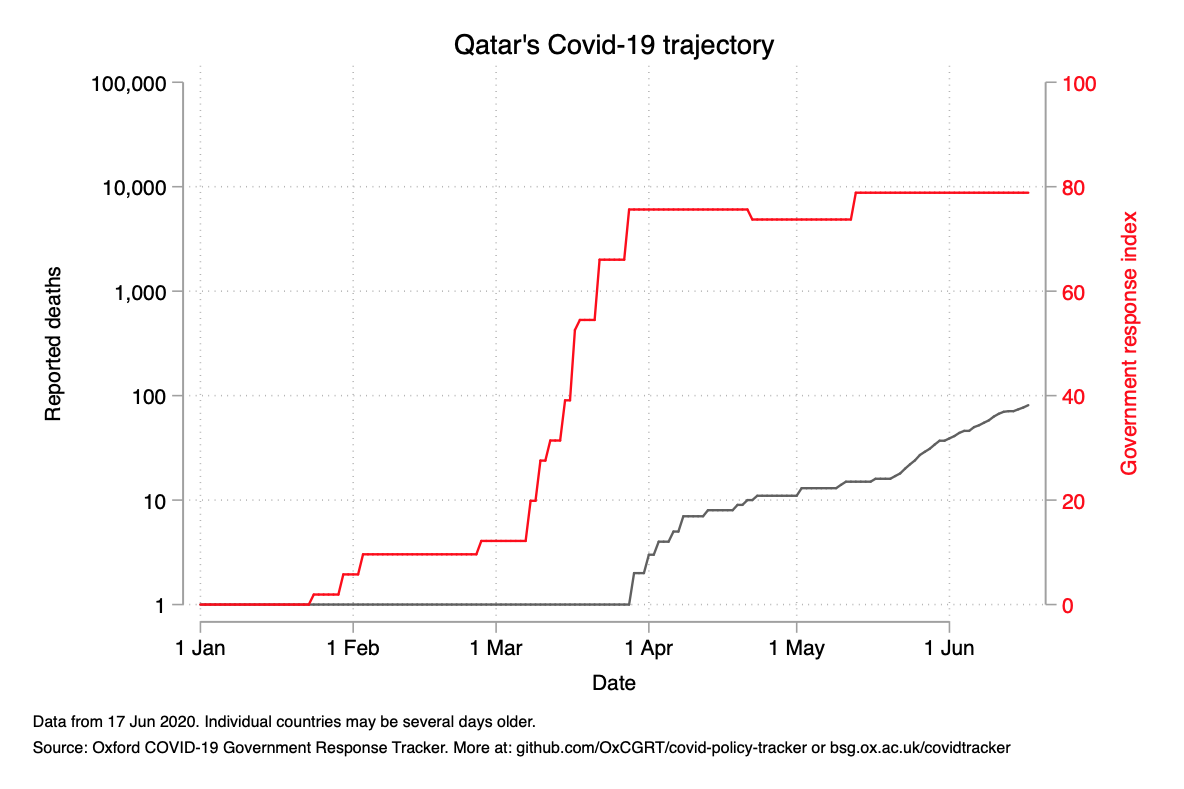 Qatar's Covid-19 trajectory
100,000
10,000
1,000
100
10
1
Reported deaths
100
80
60
40
20
0
Government response index
1 Jan
1 Feb
1 Mar
1 Apr
1 May
1 Jun
Date
Data from 17 Jun 2020. Individual countries may be several days older.
Source: Oxford COVID-19 Government Response Tracker. More at: github.com/OxCGRT/covid-policy-tracker or bsg.ox.ac.uk/covidtracker